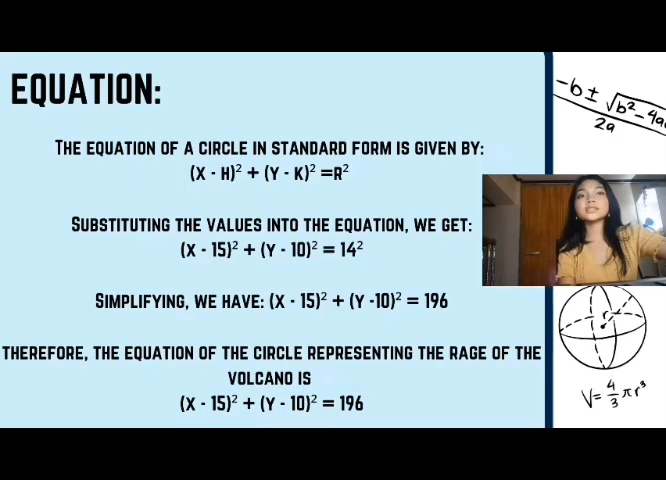 EQUATION:
THE EQUATION OF A CIRCLE IN STANDARD FORM IS GIVEN BY:
(X - H)² + (Y - K)² =R²
SUBSTITUTING THE VALUES INTO THE EQUATION, WE GET:
(X - 15)² + (Y - 10)² = 14²
SIMPLIFYING, WE HAVE: (X - 15)² + (Y -10)² = 196
THEREFORE, THE EQUATION OF THE CIRCLE REPRESENTING THE RAGE OF THE
VOLCANO IS
(X - 15)² + (Y - 10)² = 196
-b ± √b² - 4a
2a
r
V= 4/3 πr³